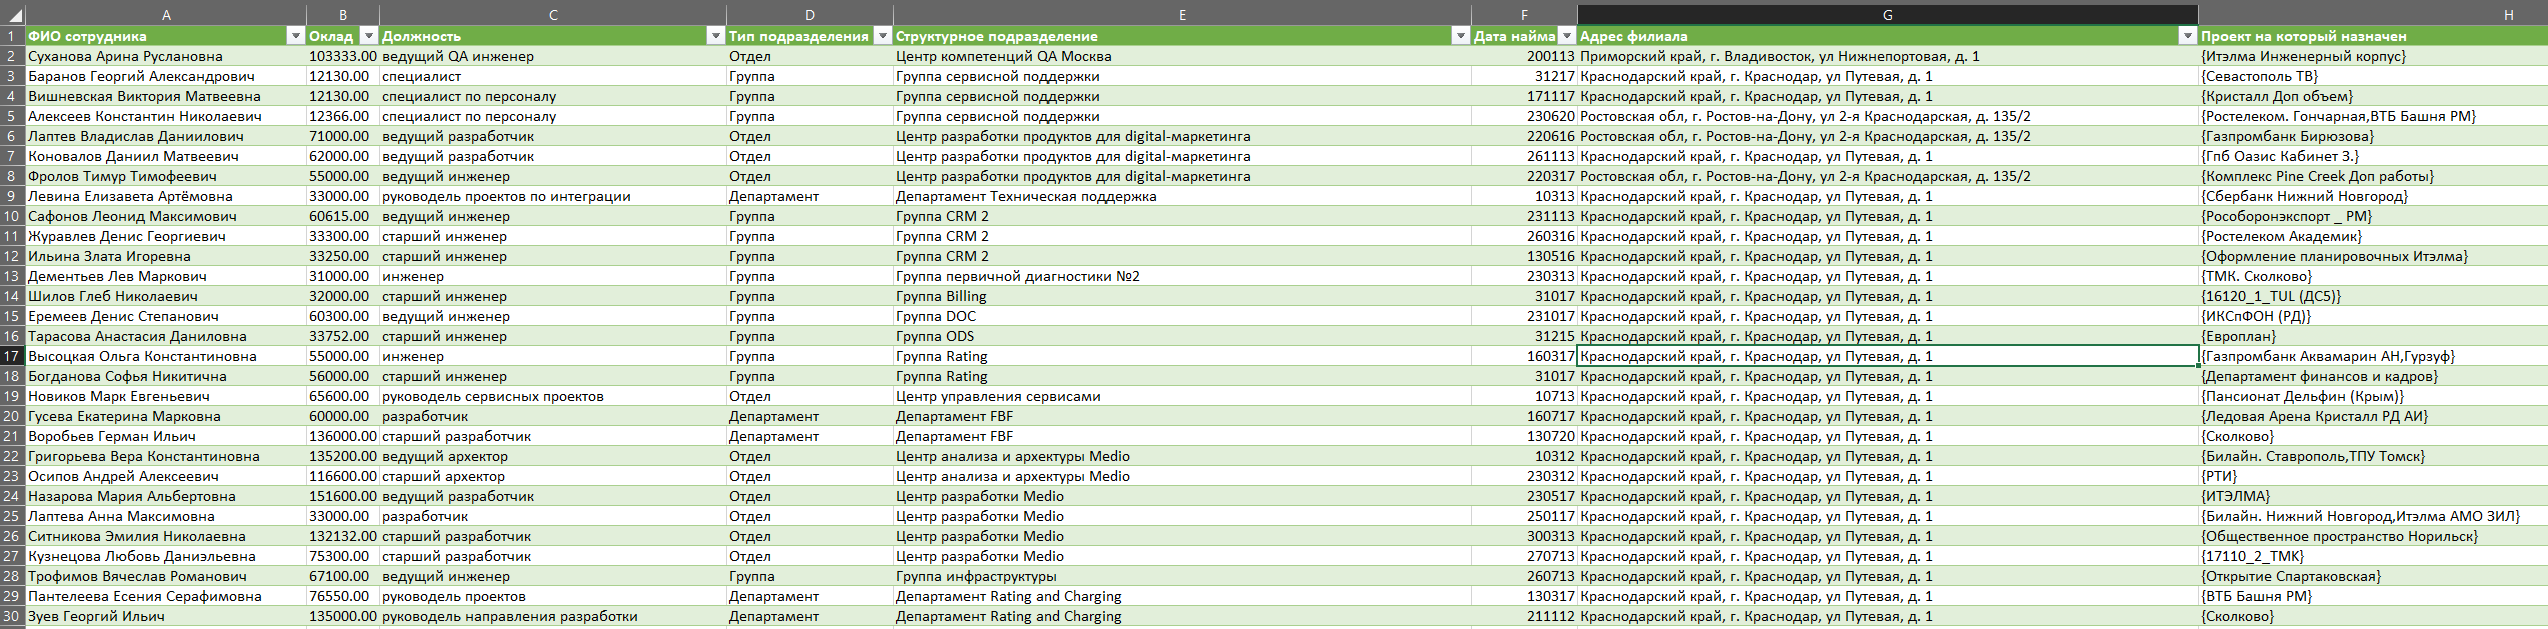 A B C D E F G H
1 ФИО сотрудника Оклад Должность Тип подразделения Структурное подразделение Дата найма Адрес филиала Проект на который назначен
2 Суханова Арина Руслановна 103333.00 ведущий QA инженер Отдел Центр компетенций QA Москва 200113 Приморский край, г. Владивосток, ул Нижнепортовая, д. 1 {Итэлма Инженерный корпус}
3 Баранов Георгий Александрович 12130.00 специалист Группа Группа сервисной поддержки 31217 Краснодарский край, г. Краснодар, ул Путевая, д. 1 {Севастополь ТВ}
4 Вишневская Виктория Матвеевна 12130.00 специалист по персоналу Группа Группа сервисной поддержки 171117 Краснодарский край, г. Краснодар, ул Путевая, д. 1 {Кристалл Доп объем}
5 Алексеев Константин Николаевич 12366.00 специалист по персоналу Группа Группа сервисной поддержки 230620 Ростовская обл, г. Ростов-на-Дону, ул 2-я Краснодарская, д. 135/2 {Ростелеком. Гончарная,ВТБ Башня РМ}
6 Лаптев Владислав Даниилович 71000.00 ведущий разработчик Отдел Центр разработки продуктов для digital-маркетинга 220616 Ростовская обл, г. Ростов-на-Дону, ул 2-я Краснодарская, д. 135/2 {Газпромбанк Бирюзова}
7 Коновалов Даниил Матвеевич 62000.00 ведущий разработчик Отдел Центр разработки продуктов для digital-маркетинга 261113 Краснодарский край, г. Краснодар, ул Путевая, д. 1 {Гпб Оазис Кабинет З.}
8 Фролов Тимур Тимофеевич 55000.00 ведущий инженер Отдел Центр разработки продуктов для digital-маркетинга 220317 Ростовская обл, г. Ростов-на-Дону, ул 2-я Краснодарская, д. 135/2 {Комплекс Pine Creek Доп работы}
9 Левина Елизавета Артёмовна 33000.00 руководель проектов по интеграции Департамент Департамент Техническая поддержка 10313 Краснодарский край, г. Краснодар, ул Путевая, д. 1 {Сбербанк Нижний Новгород}
10 Сафонов Леонид Максимович 60615.00 ведущий инженер Группа Группа CRM 2 231113 Краснодарский край, г. Краснодар, ул Путевая, д. 1 {Рособоронэкспорт _ РМ}
11 Журавлев Денис Георгиевич 33300.00 старший инженер Группа Группа CRM 2 260316 Краснодарский край, г. Краснодар, ул Путевая, д. 1 {Ростелеком Академик}
12 Ильина Злата Игоревна 33250.00 старший инженер Группа Группа CRM 2 130516 Краснодарский край, г. Краснодар, ул Путевая, д. 1 {Оформление планировочных Итэлма}
13 Дементьев Лев Маркович 31000.00 инженер Группа Группа первичной диагностики №2 230313 Краснодарский край, г. Краснодар, ул Путевая, д. 1 {ТМК. Сколково}
14 Шилов Глеб Николаевич 32000.00 старший инженер Группа Группа Billing 31017 Краснодарский край, г. Краснодар, ул Путевая, д. 1 {16120_1_TUL (ДС5)}
15 Еремеев Денис Степанович 60300.00 ведущий инженер Группа Группа DOC 231017 Краснодарский край, г. Краснодар, ул Путевая, д. 1 {ИКСпФОН (РД)}
16 Тарасова Анастасия Даниловна 33752.00 старший инженер Группа Группа ODS 31215 Краснодарский край, г. Краснодар, ул Путевая, д. 1 {Европлан}
17 Высоцкая Ольга Константиновна 55000.00 инженер Группа Группа Rating 160317 Краснодарский край, г. Краснодар, ул Путевая, д. 1 {Газпромбанк Аквамарин АН,Гурзуф}
18 Богданова Софья Никитична 56000.00 старший инженер Группа Группа Rating 31017 Краснодарский край, г. Краснодар, ул Путевая, д. 1 {Департамент финансов и кадров}
19 Новиков Марк Евгеньевич 65600.00 руководель сервисных проектов Отдел Центр управления сервисами 10713 Краснодарский край, г. Краснодар, ул Путевая, д. 1 {Пансионат Дельфин (Крым)}
20 Гусева Екатерина Марковна 60000.00 разработчик Департамент Департамент FBF 160717 Краснодарский край, г. Краснодар, ул Путевая, д. 1 {Ледовая Арена Кристалл РД АИ}
21 Воробьев Герман Ильич 136000.00 старший разработчик Департамент Департамент FBF 130720 Краснодарский край, г. Краснодар, ул Путевая, д. 1 {Сколково}
22 Григорьева Вера Константиновна 135200.00 ведущий архектор Отдел Центр анализа и архектуры Medio 10312 Краснодарский край, г. Краснодар, ул Путевая, д. 1 {Билайн. Ставрополь,ТПУ Томск}
23 Осипов Андрей Алексеевич 116600.00 старший архектор Отдел Центр анализа и архектуры Medio 230312 Краснодарский край, г. Краснодар, ул Путевая, д. 1 {РТИ}
24 Назарова Мария Альбертовна 151600.00 ведущий разработчик Отдел Центр разработки Medio 230517 Краснодарский край, г. Краснодар, ул Путевая, д. 1 {ИТЭЛМА}
25 Лаптева Анна Максимовна 33000.00 разработчик Отдел Центр разработки Medio 250117 Краснодарский край, г. Краснодар, ул Путевая, д. 1 {Билайн. Нижний Новгород,Итэлма АМО ЗИЛ}
26 Ситникова Эмилия Николаевна 132132.00 старший разработчик Отдел Центр разработки Medio 300313 Краснодарский край, г. Краснодар, ул Путевая, д. 1 {Общественное пространство Норильск}
27 Кузнецова Любовь Даниэльевна 75300.00 старший разработчик Отдел Центр разработки Medio 270713 Краснодарский край, г. Краснодар, ул Путевая, д. 1 {17110_2_TMK}
28 Трофимов Вячеслав Романович 67100.00 ведущий инженер Группа Группа инфраструктуры 260713 Краснодарский край, г. Краснодар, ул Путевая, д. 1 {Открытие Спартаковская}
29 Пантелеева Есения Серафимовна 76550.00 руководель проектов Департамент Департамент Rating and Charging 130317 Краснодарский край, г. Краснодар, ул Путевая, д. 1 {ВТБ Башня РМ}
30 Зуев Георгий Ильич 135000.00 руководель направления разработки Департамент Департамент Rating and Charging 211112 Краснодарский край, г. Краснодар, ул Путевая, д. 1 {Сколково}